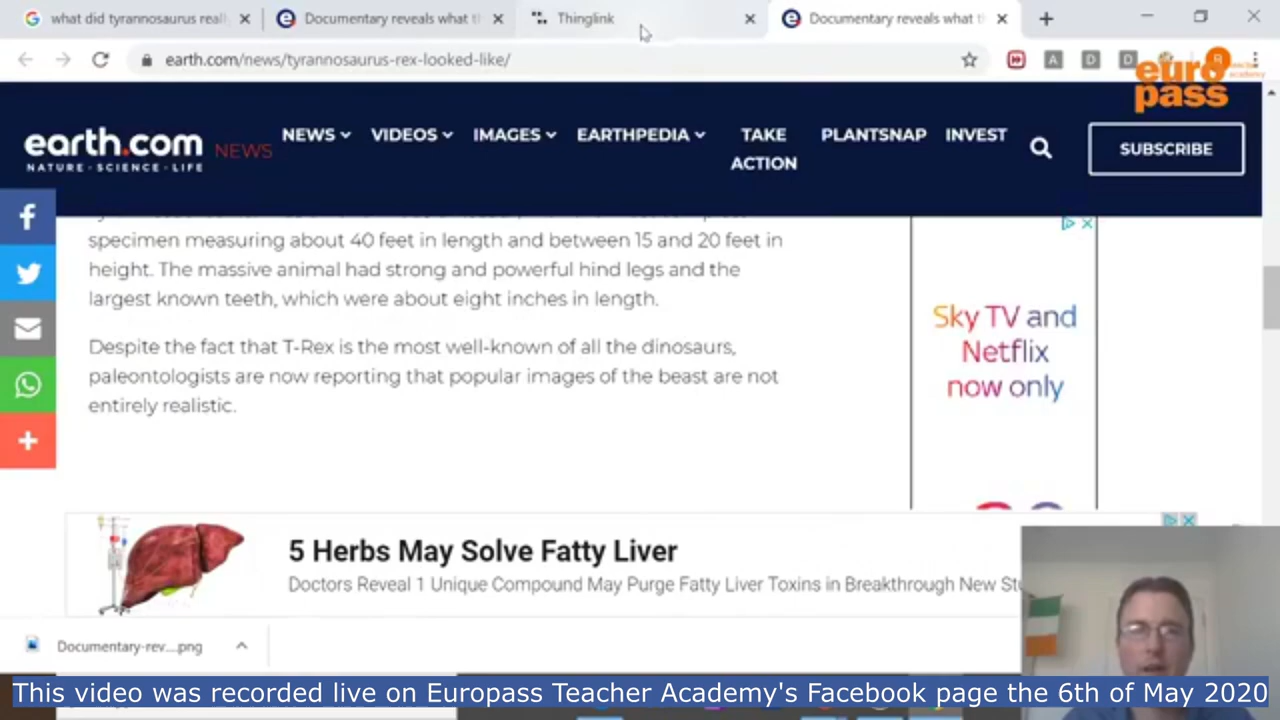 what did tyrannosaurus reall
Documentary reveals what th
Thinglink
Documentary reveals what th
earth.com/news/tyrannosaurus-rex-looked-like/
A
D
D
euro
pass
earth.com NEWS
NATURE·SCIENCE·LIFE
NEWS
VIDEOS
IMAGES
EARTHPEDIA
TAKE
ACTION
PLANTSNAP
INVEST
SUBSCRIBE
specimen measuring about 40 feet in length and between 15 and 20 feet in
height. The massive animal had strong and powerful hind legs and the
largest known teeth, which were about eight inches in length.
Despite the fact that T-Rex is the most well-known of all the dinosaurs,
paleontologists are now reporting that popular images of the beast are not
entirely realistic.
Sky TV and
Netflix
now only
5 Herbs May Solve Fatty Liver
Doctors Reveal 1 Unique Compound May Purge Fatty Liver Toxins in Breakthrough New Stu
Documentary-rev....png
This video was recorded live on Europass Teacher Academy's Facebook page the 6th of May 2020